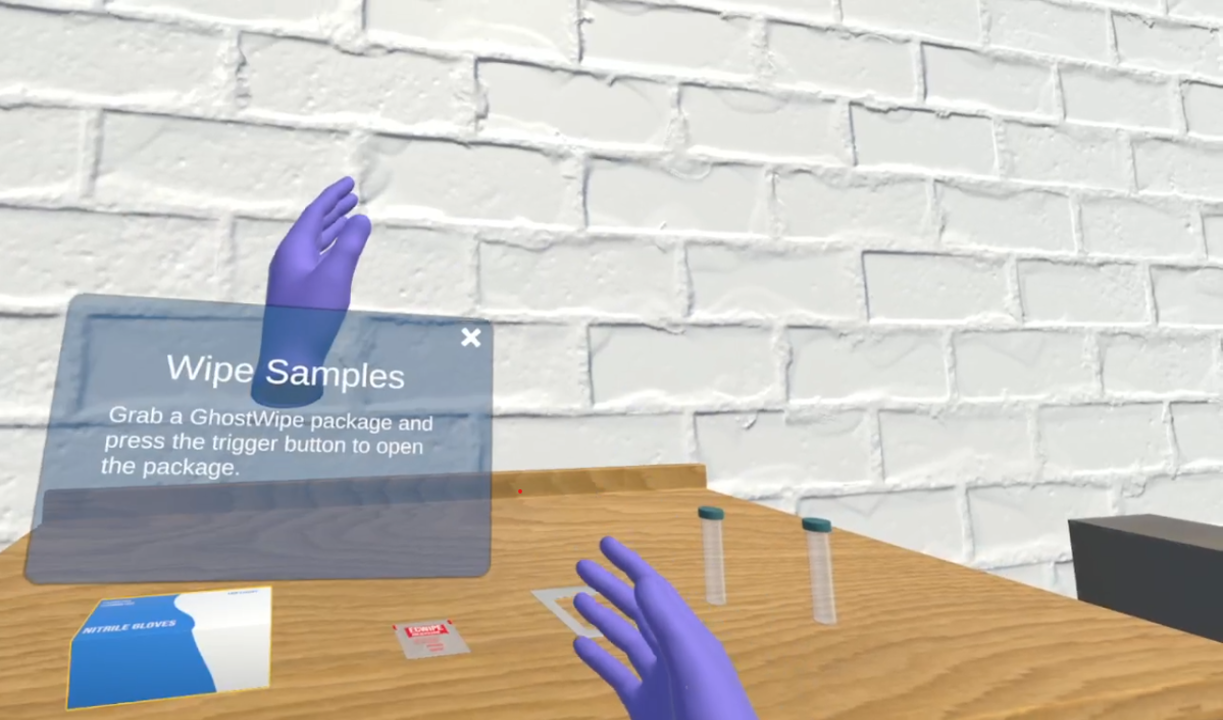 Wipe Samples
Grab a GhostWipe package and
press the trigger button to open
the package.
NITRILE GLOVES